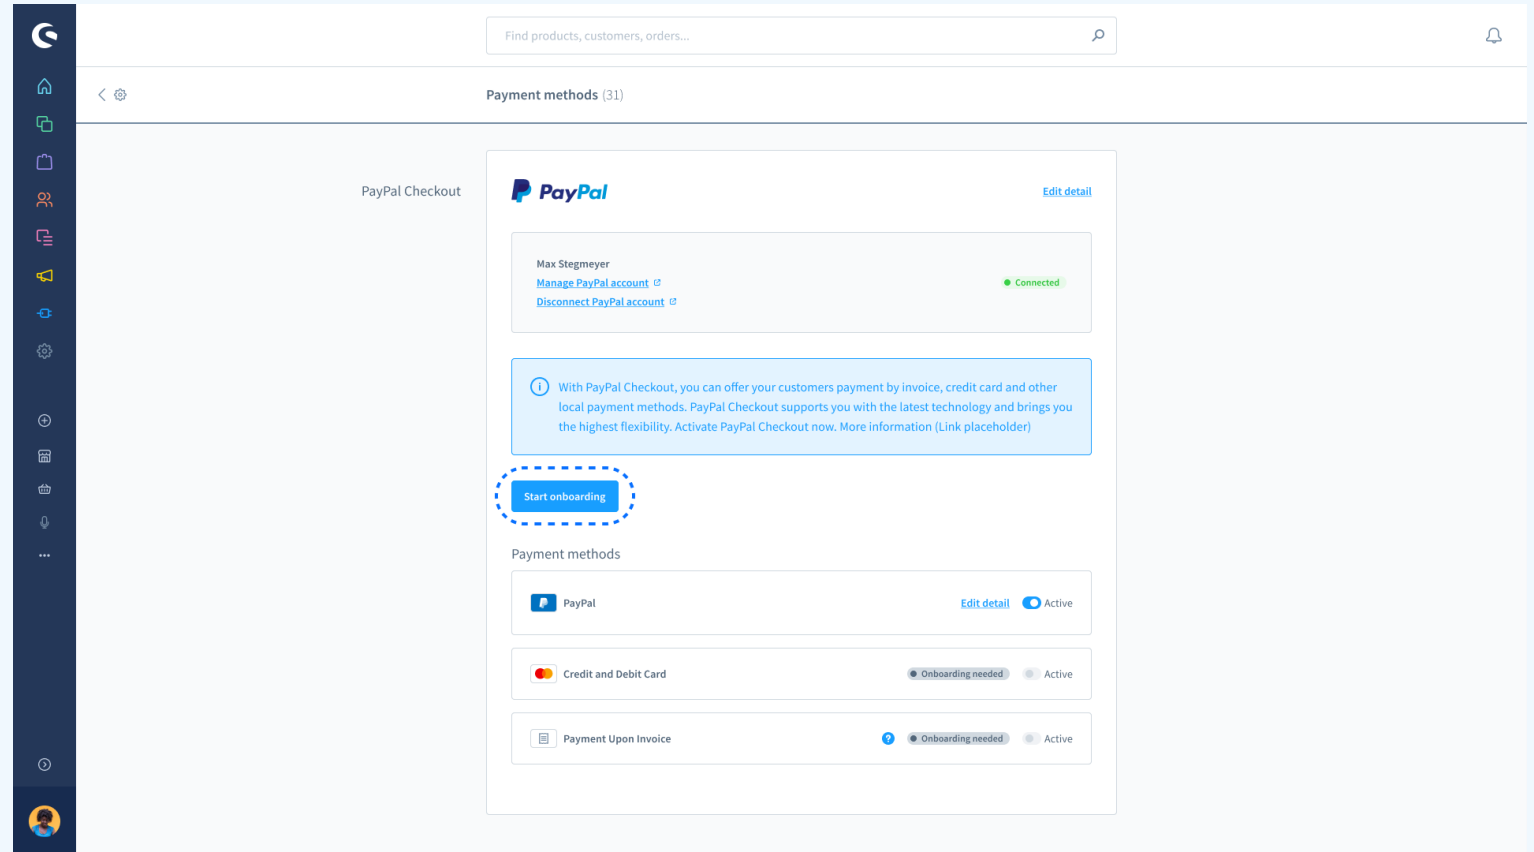 Find products, customers, orders...
Payment methods (31)
PayPal Checkout
PayPal
Edit detail
Max Stegmeyer
Manage PayPal account
Disconnect PayPal account
Connected
With PayPal Checkout, you can offer your customers payment by invoice, credit card and other
local payment methods. PayPal Checkout supports you with the latest technology and brings you
the highest flexibility. Activate PayPal Checkout now. More information (Link placeholder)
Start onboarding
Payment methods
PayPal
Edit detail
Active
Credit and Debit Card
Onboarding needed
Active
Payment Upon Invoice
?
Onboarding needed
Active